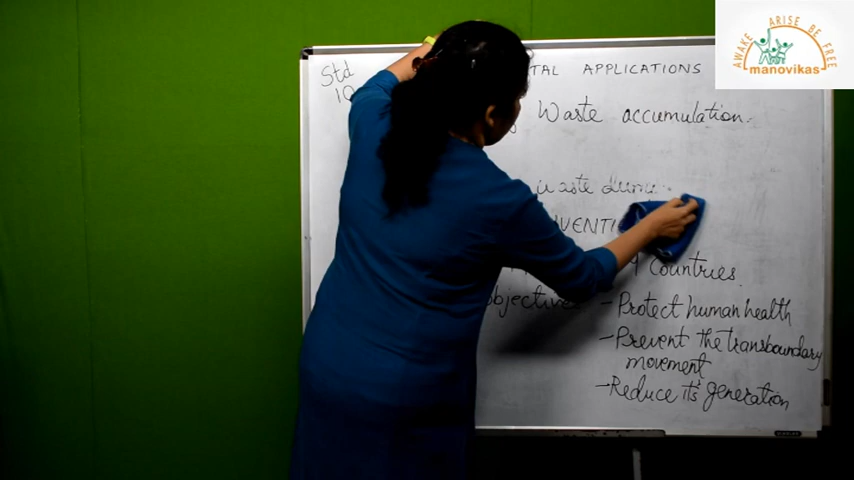 AWAKE ARISE BE FREE
manovikas
Std
10
TAL APPLICATIONS
Waste accumulation.
waste
VENTI
9 Countries.
objectives - Protect human health
- Prevent the transboundary
movement
- Reduce its generation